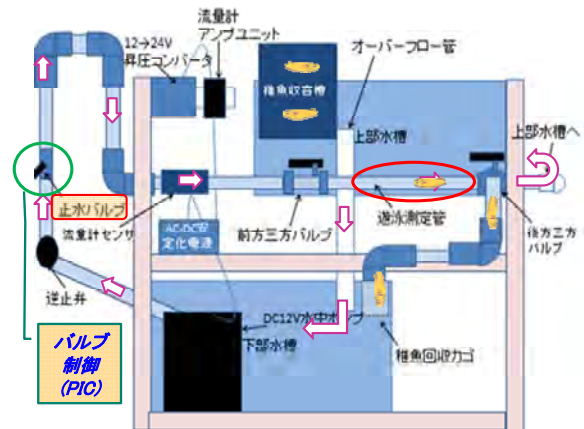 流量計
アンプユニット
12→24V
昇圧コンバータ
オーバーフロー管
稚魚収容槽
上部水槽
上部水槽へ
止水バルブ
流量計センサ
AC-DC安
定化電源
前方三方バルブ
遊泳測定管
後方三方
バルブ
逆止弁
DC12V水中ポンプ
下部水槽
稚魚回収カゴ
バルブ
制御
(PIC)